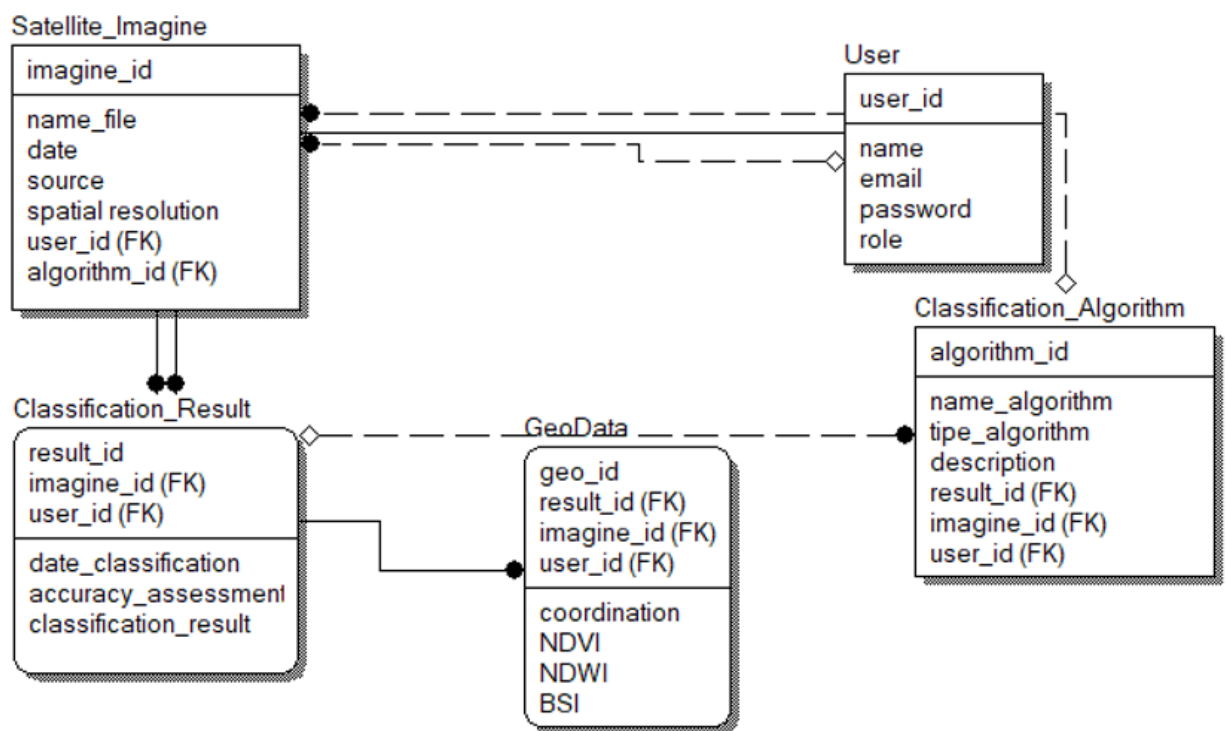 Satellite_Imagine
imagine_id
name_file
date
source
spatial resolution
user_id (FK)
algorithm_id (FK)
User
user_id
name
email
password
role
Classification_Algorithm
algorithm_id
name_algorithm
tipe_algorithm
description
result_id (FK)
imagine_id (FK)
user_id (FK)
Classification_Result
result_id
imagine_id (FK)
user_id (FK)
date_classification
accuracy_assessment
classification_result
GeoData
geo_id
result_id (FK)
imagine_id (FK)
user_id (FK)
coordination
NDVI
NDWI
BSI